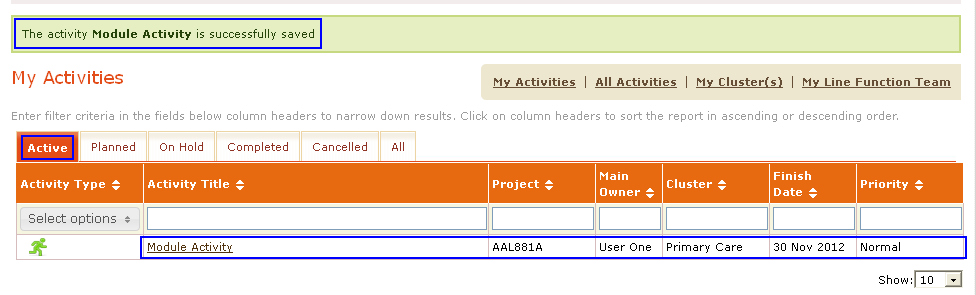 The activity Module Activity is successfully saved
My Activities
My Activities | All Activities | My Cluster(s) | My Line Function Team
Enter filter criteria in the fields below column headers to narrow down results. Click on column headers to sort the report in ascending or descending order.
Active Planned On Hold Completed Cancelled All
Activity Type Activity Title Project Main Owner Cluster Finish Date Priority
Select options
Module Activity AAL881A User One Primary Care 30 Nov 2012 Normal
Show: 10